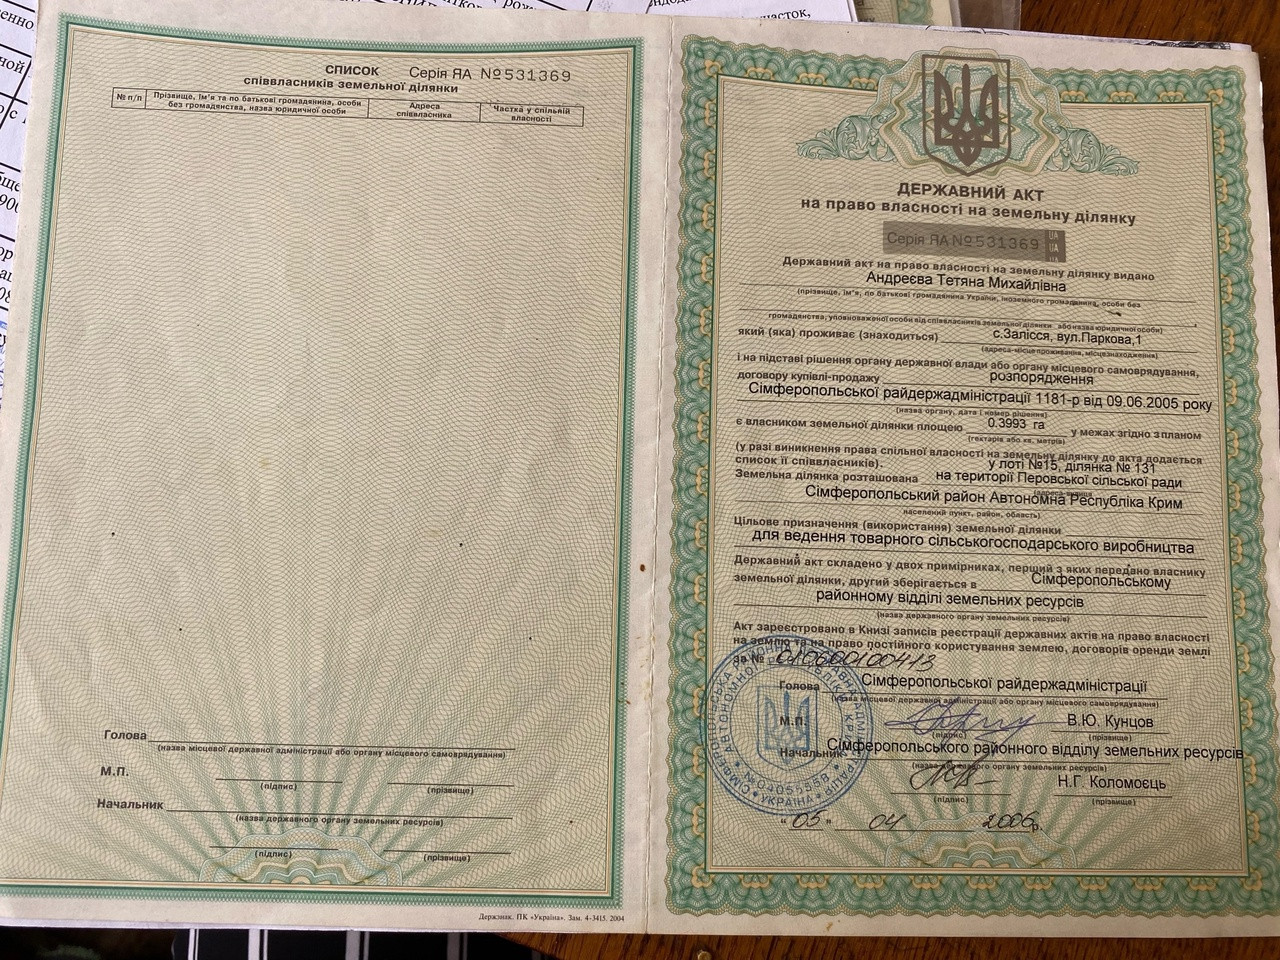 СПИСОК Серія ЯА №531369
співвласників земельної ділянки
№ п/п
Прізвище, ім'я та по батькові громадянина, особи
без громадянства, назва юридичної особи
Адреса
співвласника
Частка у спільній
власності
Голова
(назва місцевої державної адміністрації або органу місцевого самоврядування)
М.П.
(підпис) (прізвище)
Начальник
(назва державного органу земельних ресурсів)
(підпис) (прізвище)
Держзнак. ПК «Україна». Зам. 4-3415. 2004
ДЕРЖАВНИЙ АКТ
на право власності на земельну ділянку
Серія ЯА №531369
UA
UA
UA
Державний акт на право власності на земельну ділянку видано
Андреєва Тетяна Михайлівна
(прізвище, ім'я, по батькові громадянина України, іноземного громадянина, особи без
громадянства, уповноваженої особи від співвласників земельної ділянки або назва юридичної особи)
який (яка) проживає (знаходиться) с.Залісся, вул.Паркова,1
(адреса-місце проживання, місцезнаходження)
і на підставі рішення органу державної влади або органу місцевого самоврядування,
договору купівлі-продажу розпорядження
Сімферопольської райдержадміністрації 1181-р від 09.06.2005 року
(назва органу, дата і номер рішення)
є власником земельної ділянки площею 0.3993 га у межах згідно з планом
(гектарів або кв. метрів)
(у разі виникнення права спільної власності на земельну ділянку до акта додається
список її співвласників). у лоті №15, ділянка № 131
Земельна ділянка розташована на території Перовської сільської ради
Сімферопольський район Автономна Республіка Крим
населений пункт, район, область)
Цільове призначення (використання) земельної ділянки
для ведення товарного сільськогосподарського виробництва
Державний акт складено у двох примірниках, перший з яких передано власнику
земельної ділянки, другий зберігається в Сімферопольському
районному відділі земельних ресурсів
(назва державного органу земельних ресурсів)
Акт зареєстровано в Книзі записів реєстрації державних актів на право власності
на землю та на право постійного користування землею, договорів оренди землі
за № 010600100413
Голова Сімферопольської райдержадміністрації
(назва місцевої державної адміністрації або органу місцевого самоврядування)
М.П. В.Ю. Кунцов
(підпис) (прізвище)
Начальник Сімферопольського районного відділу земельних ресурсів
(назва державного органу земельних ресурсів)
Н.Г. Коломоєць
(підпис) (прізвище)
"05" 04 2006р.
№04055558
УКРАЇНА